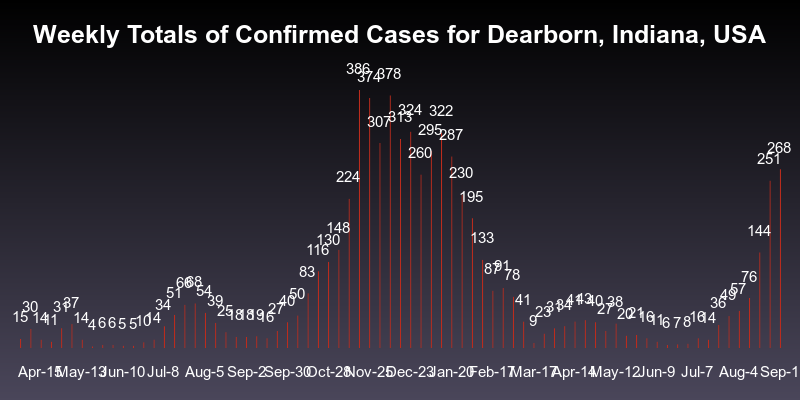 Weekly Totals of Confirmed Cases for Dearborn, Indiana, USA
15 30 14 11 31 37 14 4 6 6 5 5 10 14 34 51 66 68 54 39 25 18 18 19 16 27 40 50 83 116 130 148 224 386 374 307 378 313 324 260 295 322 287 230 195 133 87 91 78 41 9 23 31 34 41 43 40 27 38 20 21 16 11 6 7 8 16 14 36 49 57 76 144 251 268
Apr-15 May-13 Jun-10 Jul-8 Aug-5 Sep-2 Sep-30 Oct-28 Nov-25 Dec-23 Jan-20 Feb-17 Mar-17 Apr-14 May-12 Jun-9 Jul-7 Aug-4 Sep-1